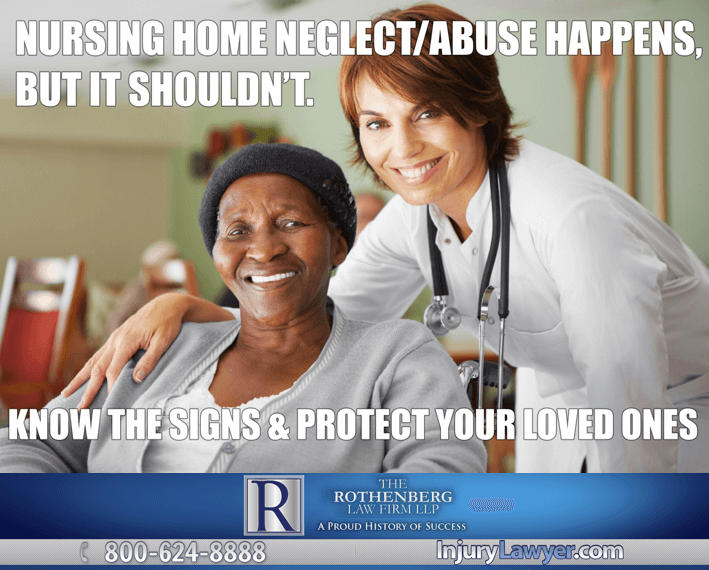 NURSING HOME NEGLECT/ABUSE HAPPENS,
BUT IT SHOULDN'T.
KNOW THE SIGNS & PROTECT YOUR LOVED ONES
R
THE
ROTHENBERG
LAW FIRM LLP
A PROUD HISTORY OF SUCCESS
800-624-8888
InjuryLawyer.com